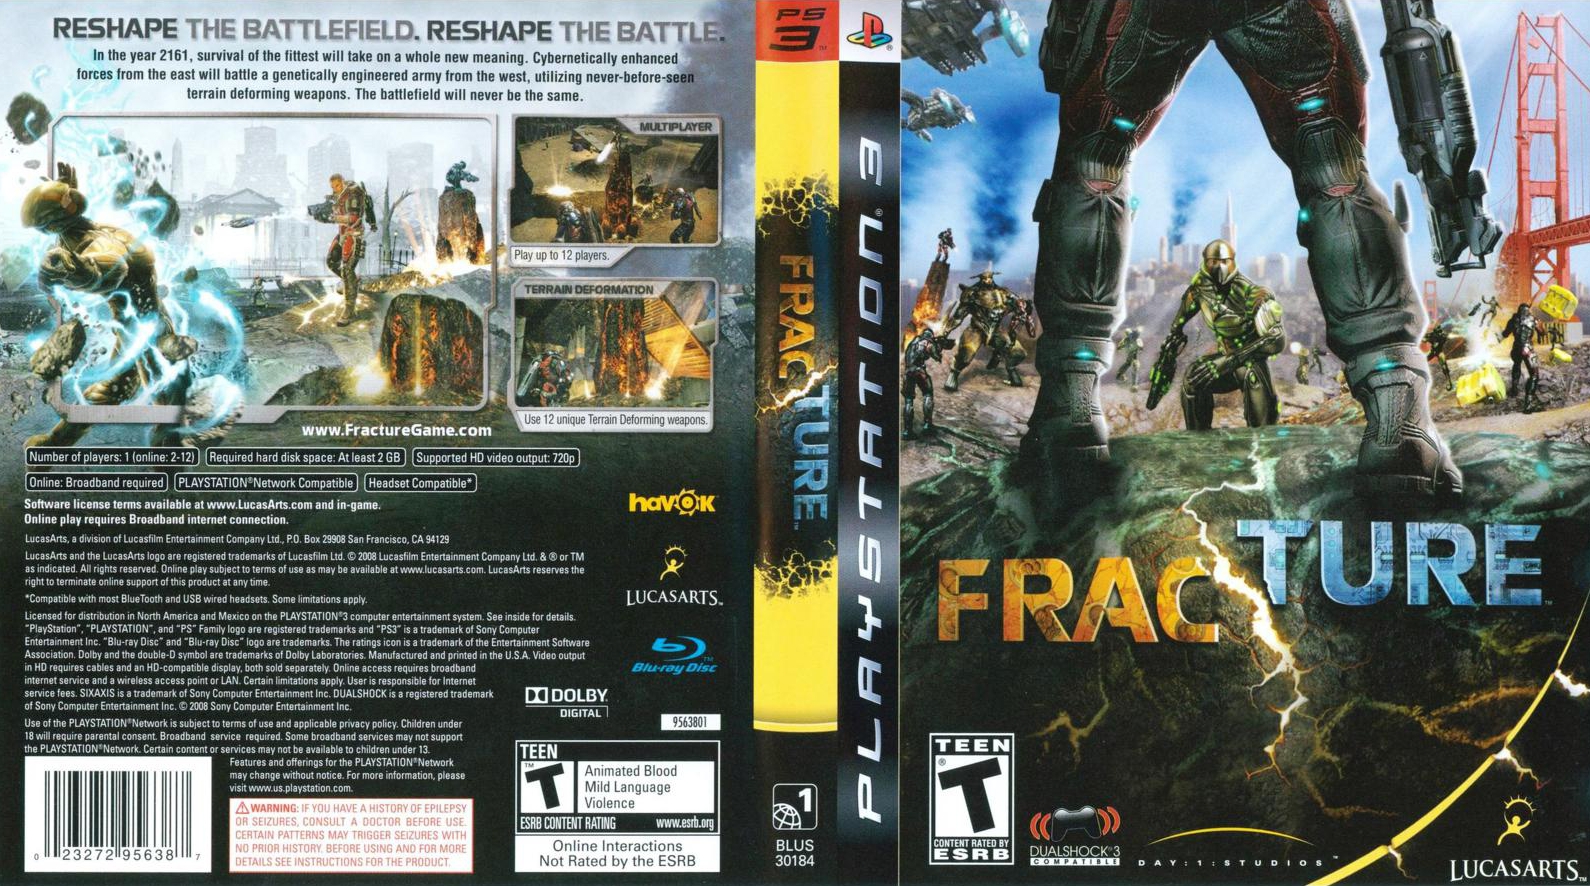 RESHAPE THE BATTLEFIELD. RESHAPE THE BATTLE.
In the year 2161, survival of the fittest will take on a whole new meaning. Cybernetically enhanced
forces from the east will battle a genetically engineered army from the west, utilizing never-before-seen
terrain deforming weapons. The battlefield will never be the same.
MULTIPLAYER
Play up to 12 players.
TERRAIN DEFORMATION
Use 12 unique Terrain Deforming weapons.
www.FractureGame.com
Number of players: 1 (online: 2-12) Required hard disk space: At least 2 GB Supported HD video output: 720p
Online: Broadband required PLAYSTATION®Network Compatible Headset Compatible*
Software license terms available at www.LucasArts.com and in-game.
Online play requires Broadband internet connection.
LucasArts, a division of Lucasfilm Entertainment Company Ltd., P.O. Box 29908 San Francisco, CA 94129
LucasArts and the LucasArts logo are registered trademarks of Lucasfilm Ltd. © 2008 Lucasfilm Entertainment Company Ltd. & ® or TM
as indicated. All rights reserved. Online play subject to terms of use as may be available at www.lucasarts.com. LucasArts reserves the
right to terminate online support of this product at any time.
*Compatible with most BlueTooth and USB wired headsets. Some limitations apply.
Licensed for distribution in North America and Mexico on the PLAYSTATION®3 computer entertainment system. See inside for details.
"PlayStation", "PLAYSTATION", and "PS" Family logo are registered trademarks and "PS3" is a trademark of Sony Computer
Entertainment Inc. "Blu-ray Disc" and "Blu-ray Disc" logo are trademarks. The ratings icon is a trademark of the Entertainment Software
Association. Dolby and the double-D symbol are trademarks of Dolby Laboratories. Manufactured and printed in the U.S.A. Video output
in HD requires cables and an HD-compatible display, both sold separately. Online access requires broadband
internet service and a wireless access point or LAN. Certain limitations apply. User is responsible for Internet
service fees. SIXAXIS is a trademark of Sony Computer Entertainment Inc. DUALSHOCK is a registered trademark
of Sony Computer Entertainment Inc. © 2008 Sony Computer Entertainment Inc.
Use of the PLAYSTATION®Network is subject to terms of use and applicable privacy policy. Children under
18 will require parental consent. Broadband service required. Some broadband services may not support
the PLAYSTATION®Network. Certain content or services may not be available to children under 13.
Features and offerings for the PLAYSTATION®Network
may change without notice. For more information, please
visit www.us.playstation.com.
WARNING: IF YOU HAVE A HISTORY OF EPILEPSY
OR SEIZURES, CONSULT A DOCTOR BEFORE USE.
CERTAIN PATTERNS MAY TRIGGER SEIZURES WITH
NO PRIOR HISTORY. BEFORE USING AND FOR MORE
DETAILS SEE INSTRUCTIONS FOR THE PRODUCT.
0 23272 95638 7
havok
LUCASARTS™
Blu-ray Disc™
DOLBY
DIGITAL
9563801
TEEN
T™
Animated Blood
Mild Language
Violence
ESRB CONTENT RATING www.esrb.org
Online Interactions
Not Rated by the ESRB
PS3™
FRACTURE™
1
BLUS
30184
PLAYSTATION®3
FRACTURE™
TEEN
T®
CONTENT RATED BY
ESRB
DUALSHOCK®3
COMPATIBLE
DAY:1:STUDIOS™
LUCASARTS™